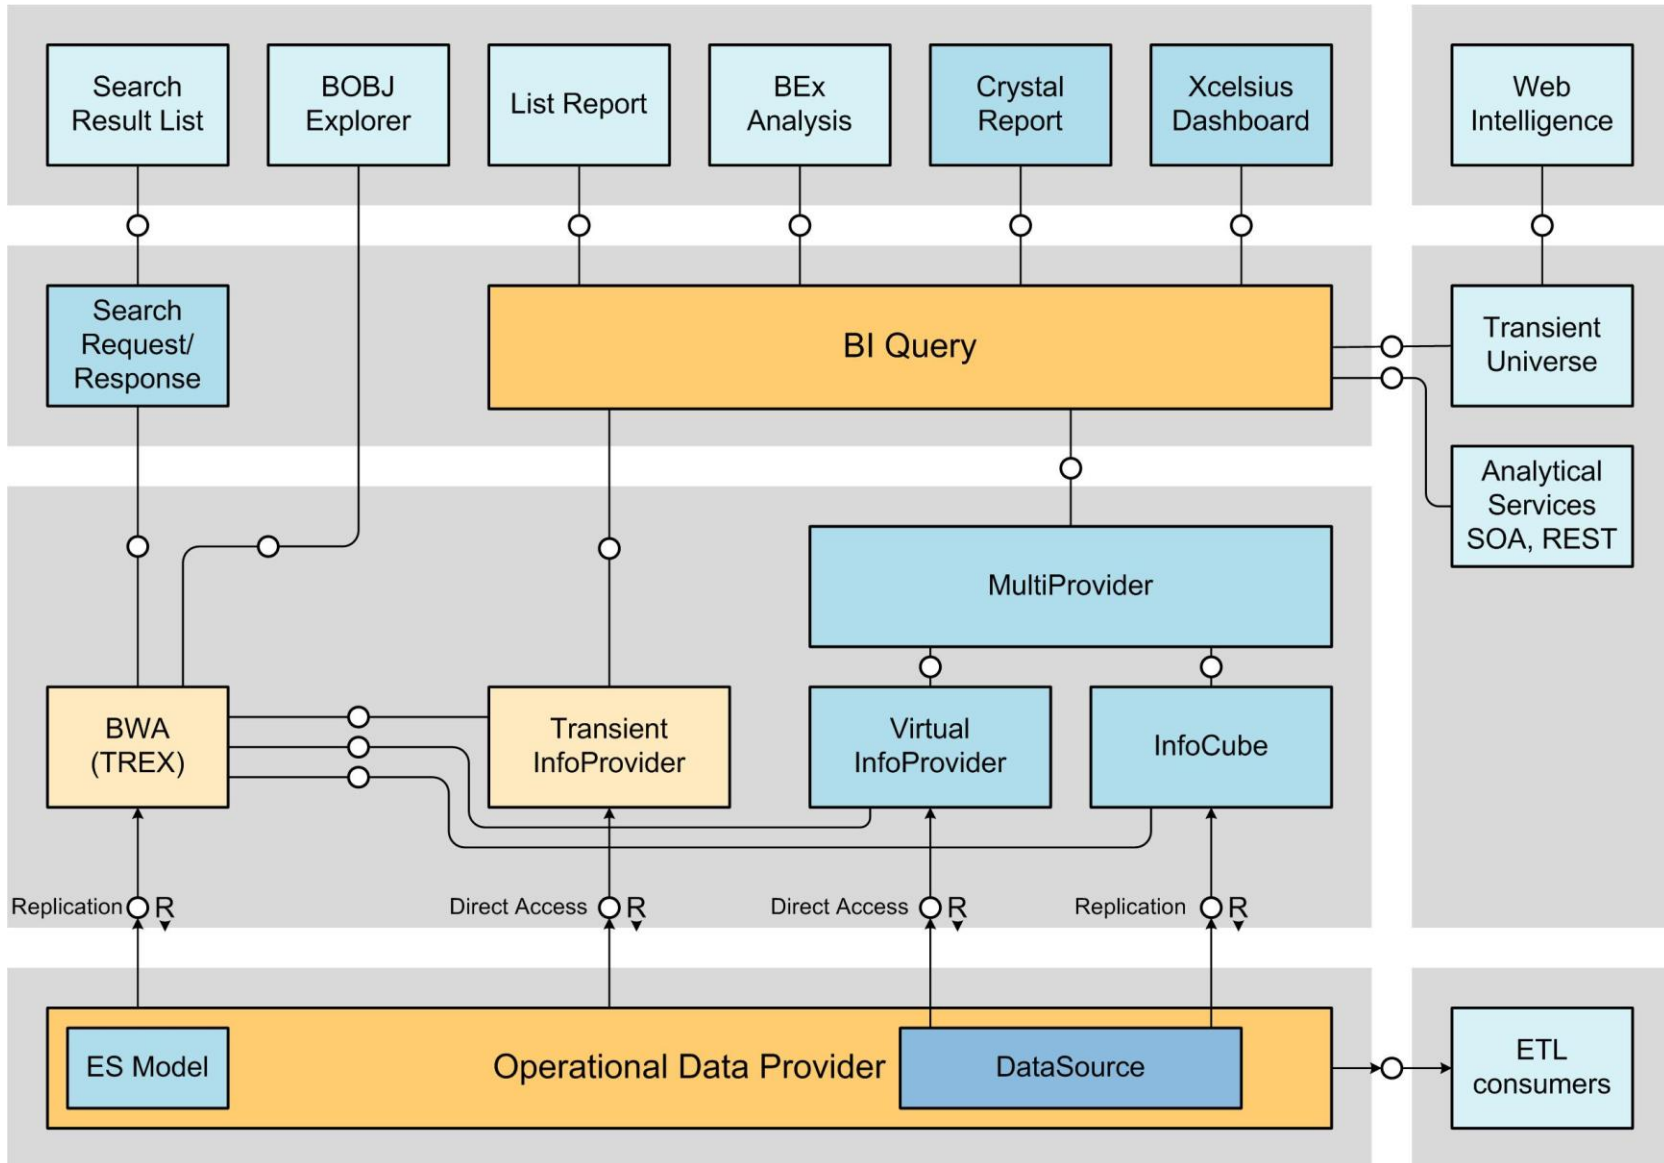 Search
Result List
BOBJ
Explorer
List Report
BEx
Analysis
Crystal
Report
Xcelsius
Dashboard
Web
Intelligence
Search
Request/
Response
BI Query
Transient
Universe
Analytical
Services
SOA, REST
MultiProvider
BWA
(TREX)
Transient
InfoProvider
Virtual
InfoProvider
InfoCube
Replication R
Direct Access R
Direct Access R
Replication R
ES Model
Operational Data Provider
DataSource
ETL
consumers